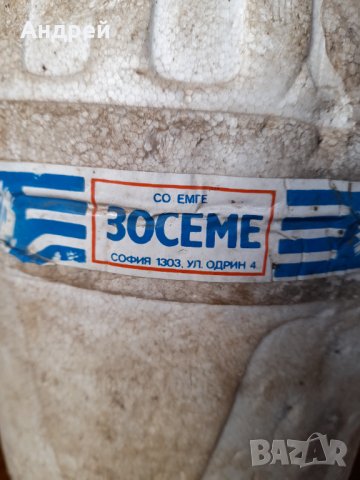 Андрей
СО ЕМГЕ
ЗОСЕМЕ
СОФИЯ 1303, УЛ. ОДРИН 4
BAZAR